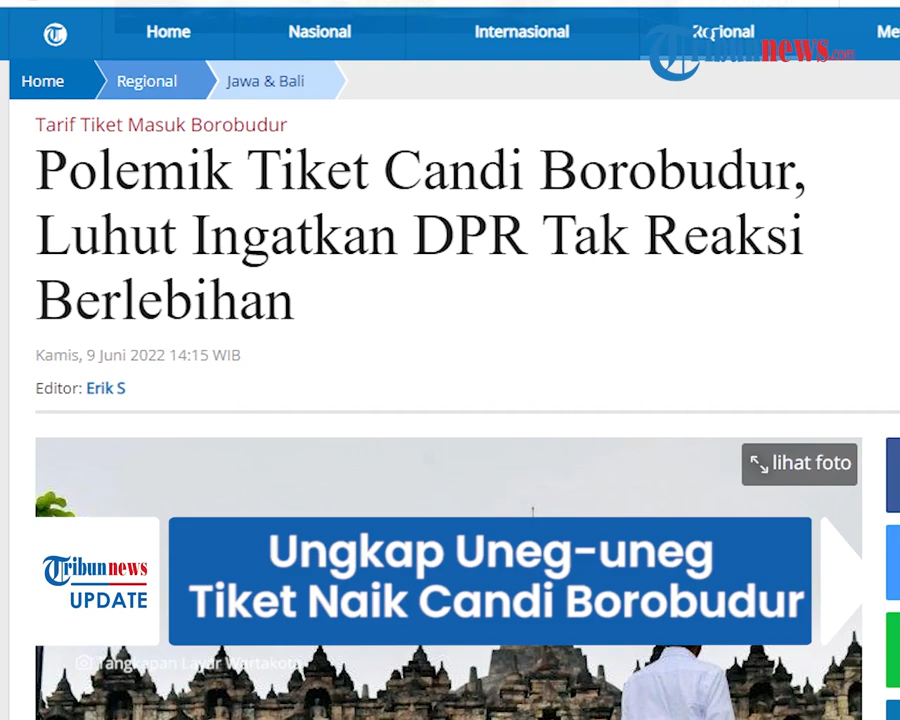 Home Nasional Internasional Regional
Tribunnews.com
Home Regional Jawa & Bali
Tarif Tiket Masuk Borobudur
Polemik Tiket Candi Borobudur,
Luhut Ingatkan DPR Tak Reaksi
Berlebihan
Kamis, 9 Juni 2022 14:15 WIB
Editor: Erik S
lihat foto
Ungkap Uneg-uneg
Tiket Naik Candi Borobudur
Tribunnews
UPDATE
Tangkapan Layar Wartakota